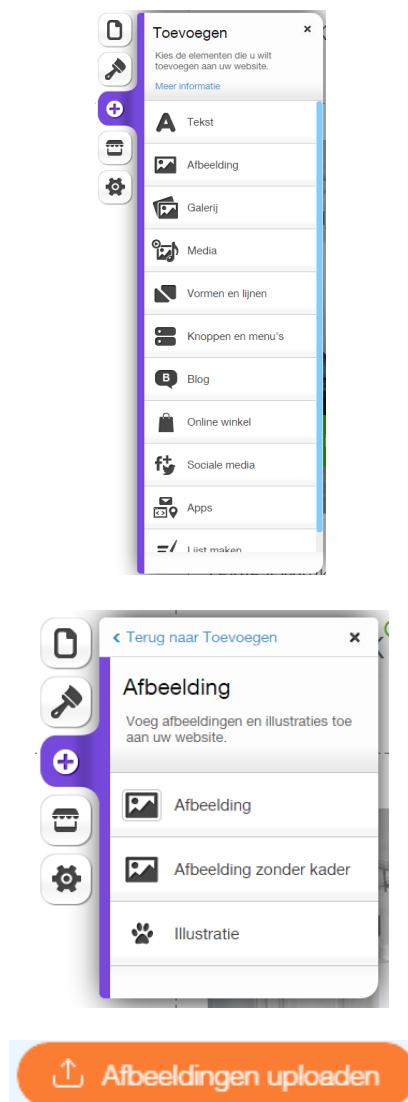 Toevoegen
Kies de elementen die u wilt
toevoegen aan uw website.
Meer informatie
Tekst
Afbeelding
Galerij
Media
Vormen en lijnen
Knoppen en menu's
Blog
Online winkel
Sociale media
Apps
Lijst maken
Terug naar Toevoegen
Afbeelding
Voeg afbeeldingen en illustraties toe
aan uw website.
Afbeelding
Afbeelding zonder kader
Illustratie
Afbeeldingen uploaden